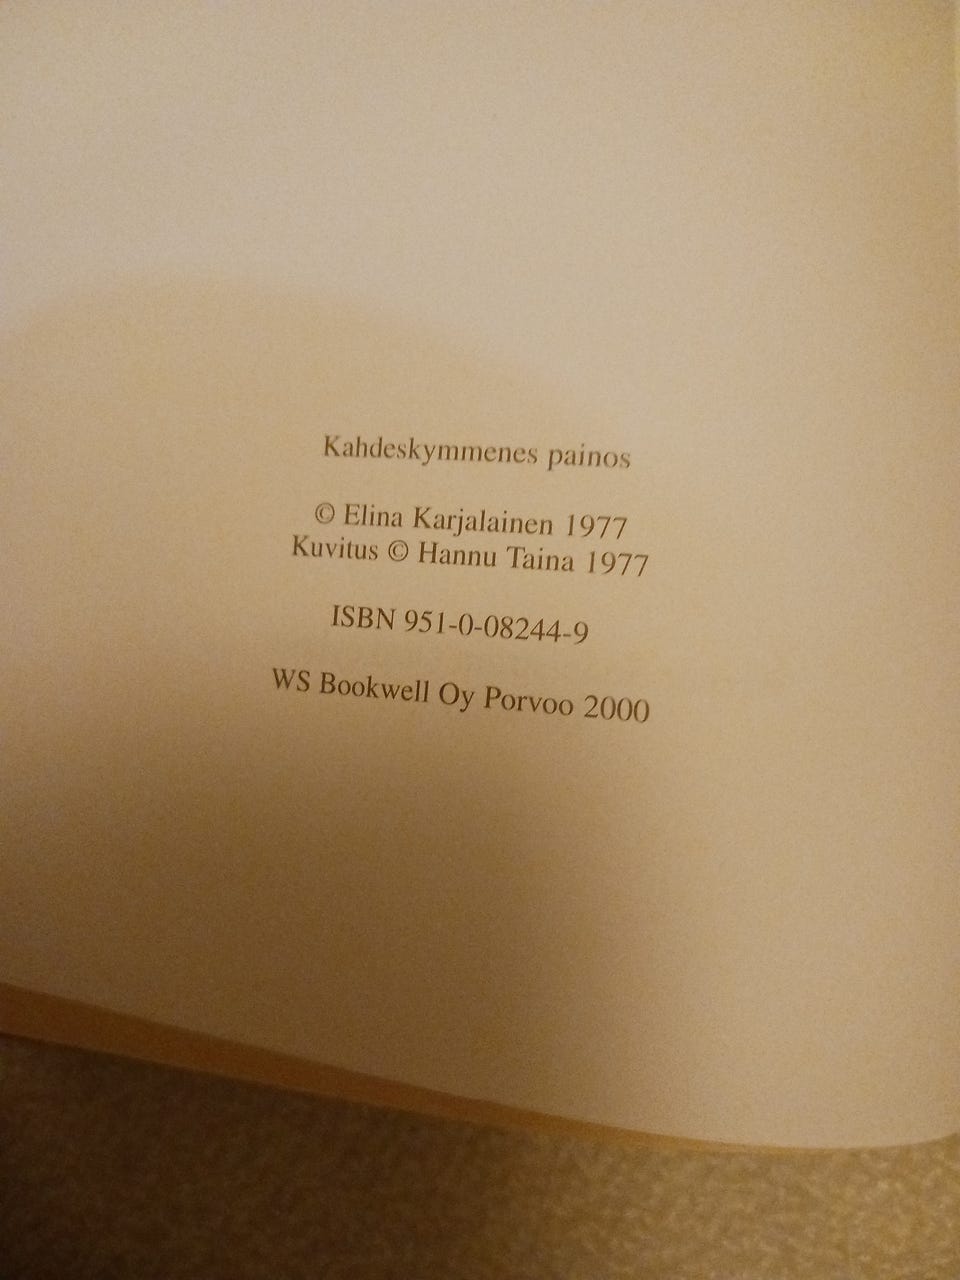 Kahdeskymmenes painos
© Elina Karjalainen 1977
Kuvitus © Hannu Taina 1977
ISBN 951-0-08244-9
WS Bookwell Oy Porvoo 2000